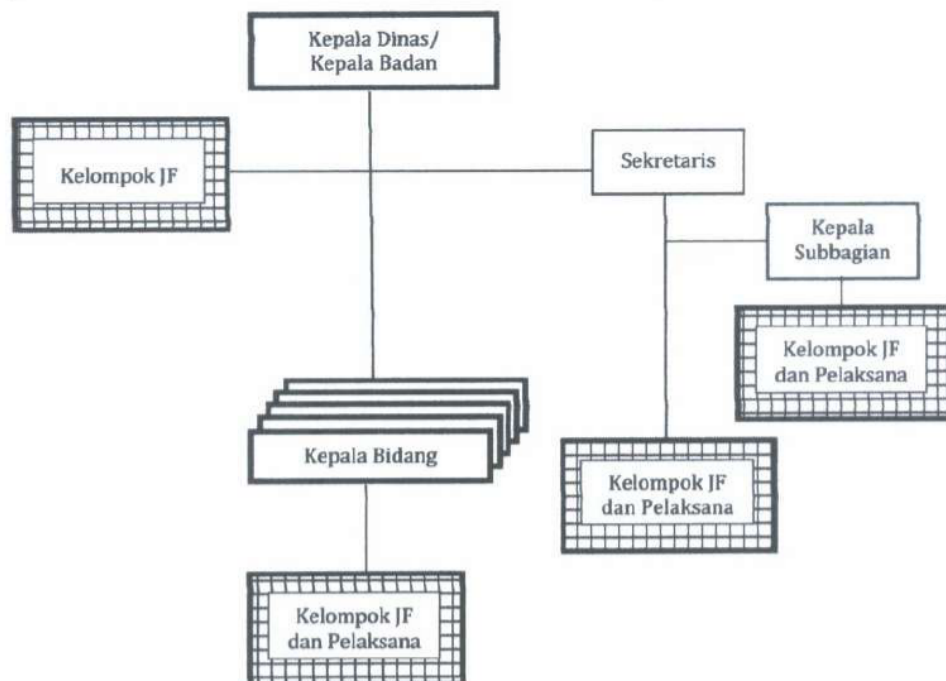 Kepala Dinas/
Kepala Badan
Kelompok JF
Sekretaris
Kepala
Subbagian
Kelompok JF
dan Pelaksana
Kepala Bidang
Kelompok JF
dan Pelaksana
Kelompok JF
dan Pelaksana